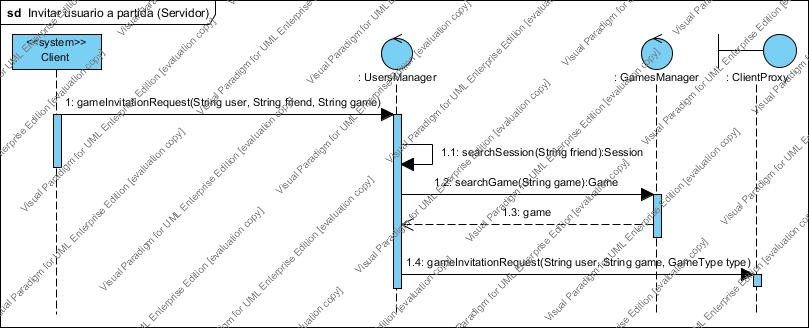 sd Invitar usuario a partida (Servidor)
<<system>>
Client
: UsersManager
: GamesManager
: ClientProxy
1: gameInvitationRequest(String user, String friend, String game)
1.1: searchSession(String friend):Session
1.2: searchGame(String game):Game
1.3: game
1.4: gameInvitationRequest(String user, String game, GameType type)
Visual Paradigm for UML Enterprise Edition [evaluation copy]